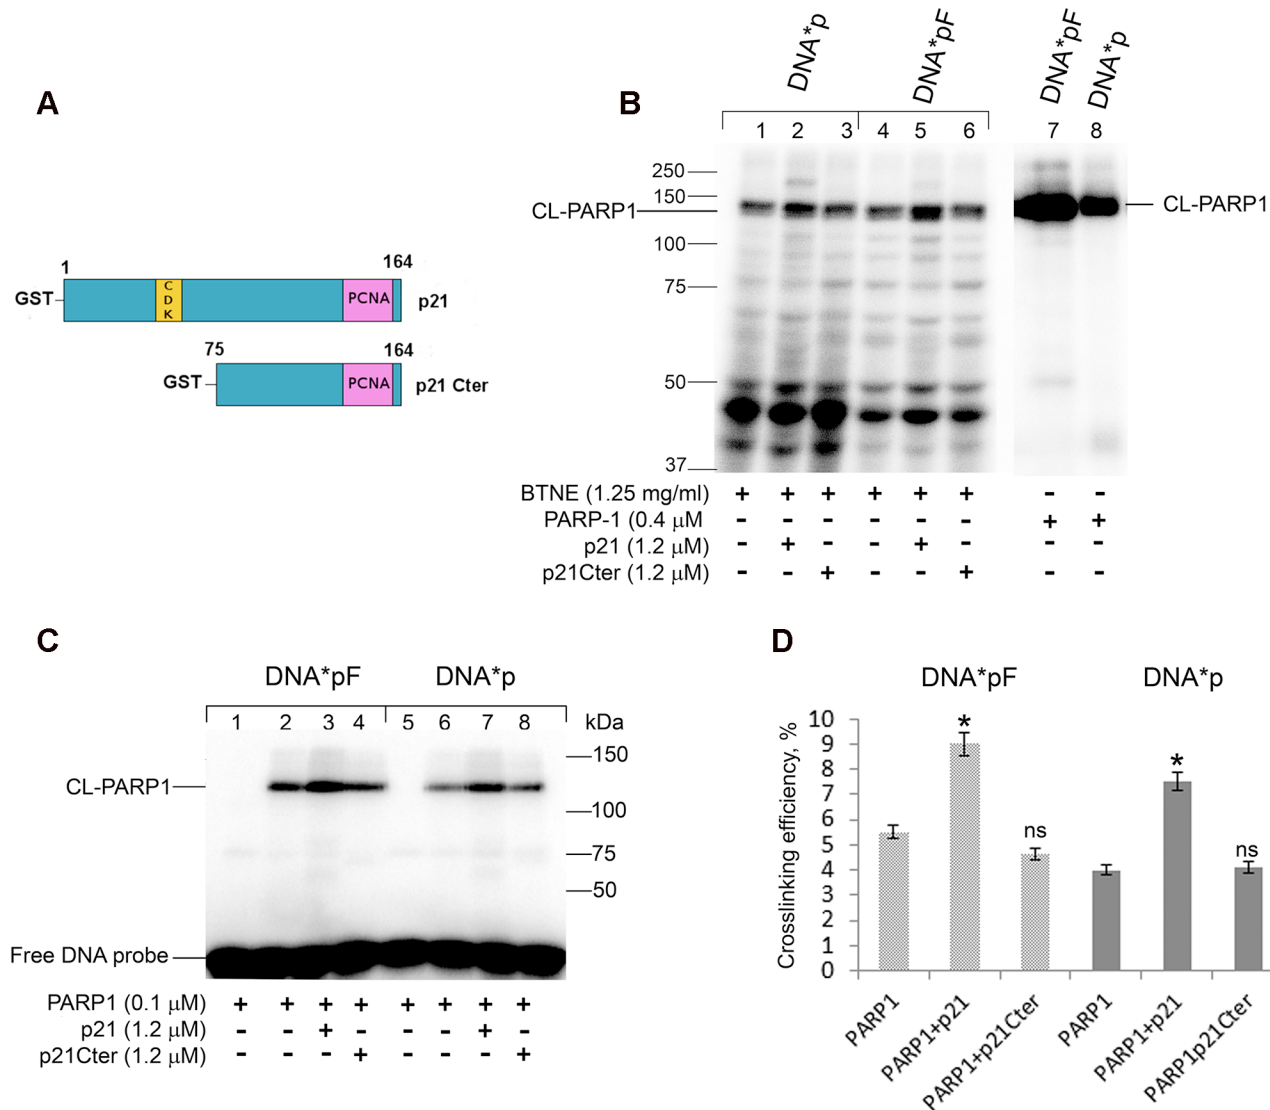 A
1
164
GST
C
D
K
PCNA
p21
75
164
GST
PCNA
p21 Cter
B
DNA*p
DNA*pF
DNA*pF
DNA*p
1 2 3 4 5 6 7 8
250
150
CL-PARP1
CL-PARP1
100
75
50
37
BTNE (1.25 mg/ml) + + + + + + - -
PARP-1 (0.4 µM - - - - - - + +
p21 (1.2 µM) - + - - + - - -
p21Cter (1.2 µM) - - + - - + - -
C
DNA*pF DNA*p
1 2 3 4 5 6 7 8 kDa
150
CL-PARP1
100
75
50
Free DNA probe
PARP1 (0.1 µM) + + + + + + + +
p21 (1.2 µM) - - + - - - + -
p21Cter (1.2 µM) - - - + - - - +
D
DNA*pF DNA*p
Crosslinking efficiency, %
10
9
8
7
6
5
4
3
2
1
0
*
ns
*
ns
PARP1
PARP1+p21
PARP1+p21Cter
PARP1
PARP1+p21
PARP1p21Cter